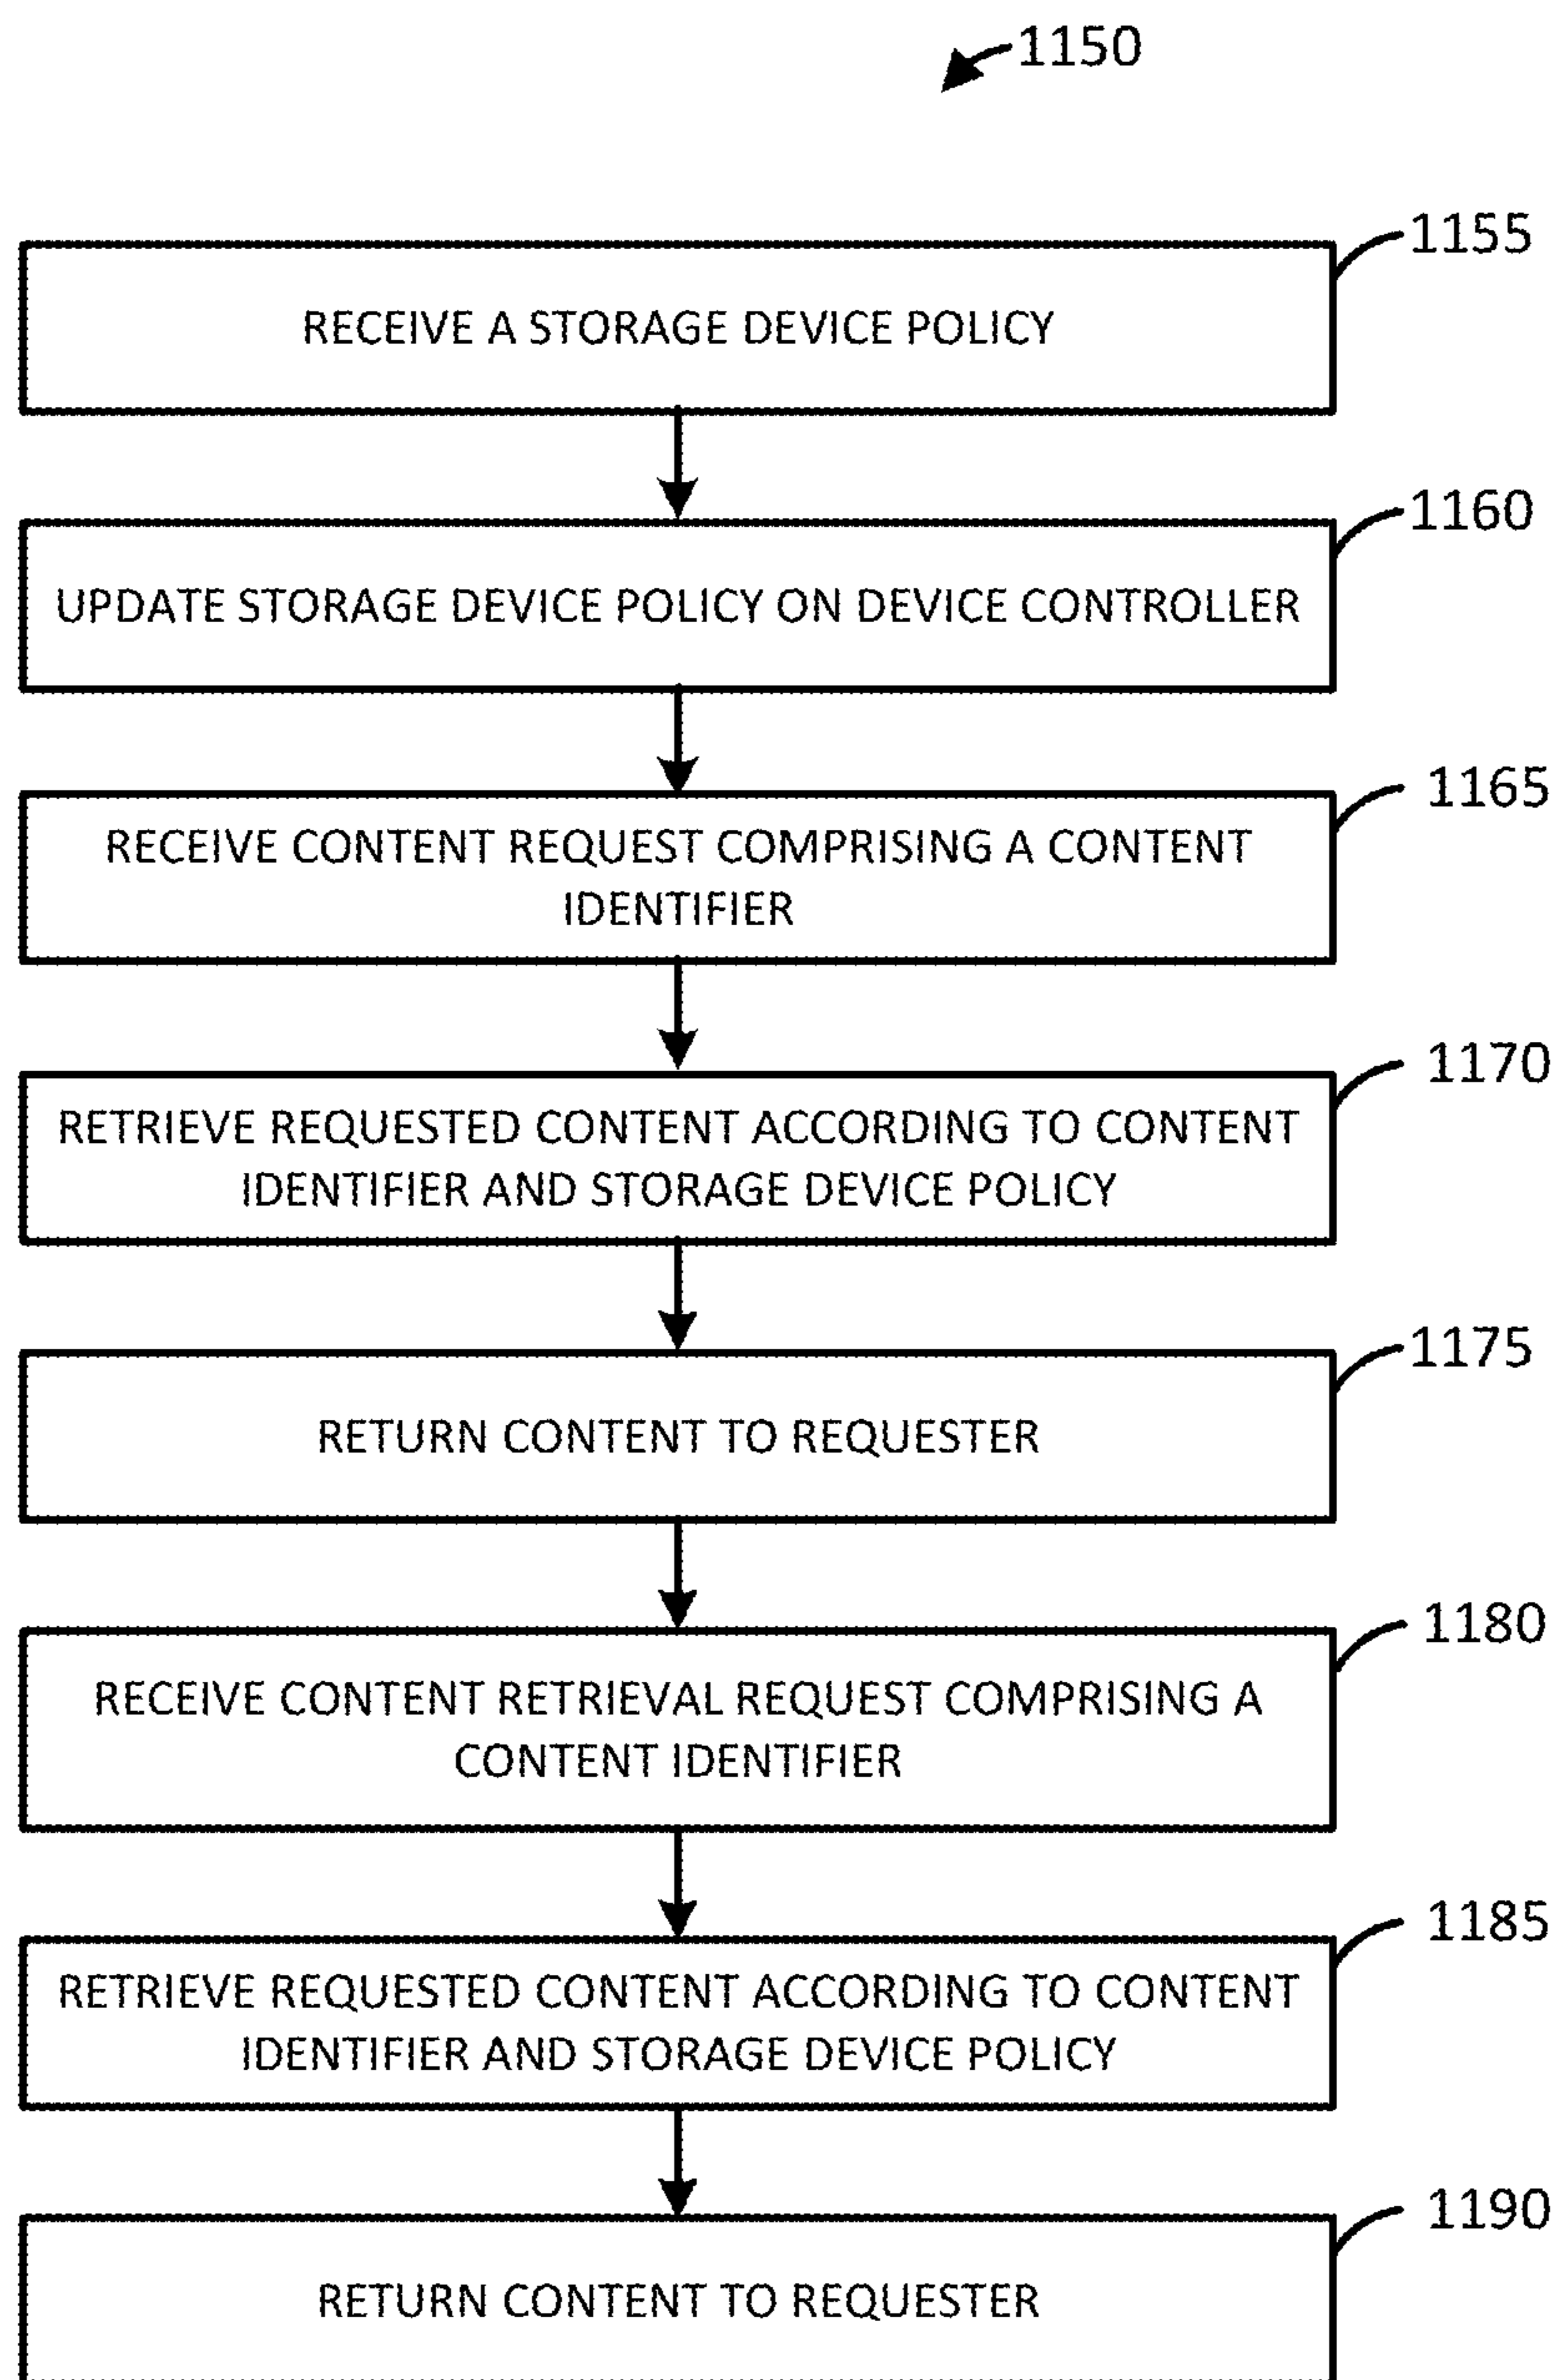 1150
1155
RECEIVE A STORAGE DEVICE POLICY
1160
UPDATE STORAGE DEVICE POLICY ON DEVICE CONTROLLER
1165
RECEIVE CONTENT REQUEST COMPRISING A CONTENT
IDENTIFIER
1170
RETRIEVE REQUESTED CONTENT ACCORDING TO CONTENT
IDENTIFIER AND STORAGE DEVICE POLICY
1175
RETURN CONTENT TO REQUESTER
1180
RECEIVE CONTENT RETRIEVAL REQUEST COMPRISING A
CONTENT IDENTIFIER
1185
RETRIEVE REQUESTED CONTENT ACCORDING TO CONTENT
IDENTIFIER AND STORAGE DEVICE POLICY
1190
RETURN CONTENT TO REQUESTER